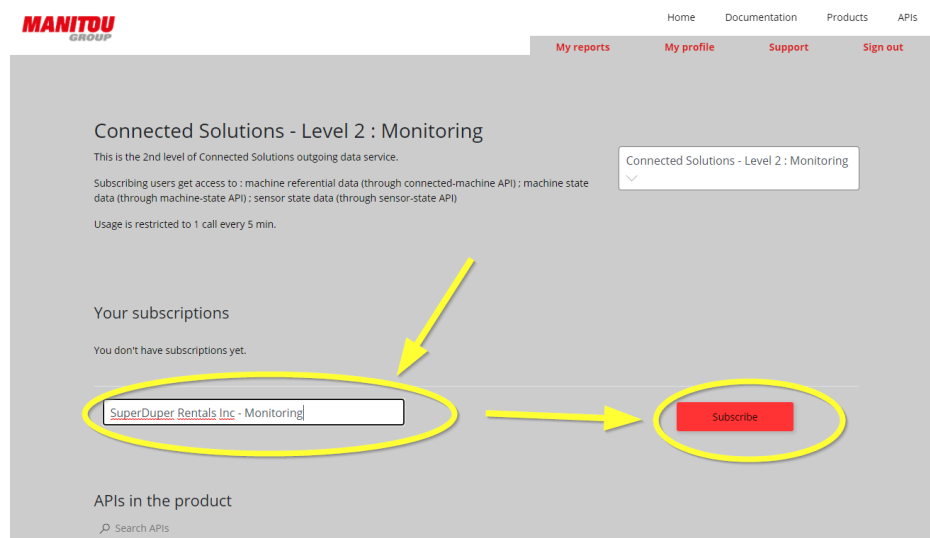 MANITOU
GROUP
Home Documentation Products APIs
My reports My profile Support Sign out
Connected Solutions - Level 2 : Monitoring
This is the 2nd level of Connected Solutions outgoing data service.
Connected Solutions - Level 2 : Monitoring
Subscribing users get access to : machine referential data (through connected-machine API) ; machine state
data (through machine-state API) ; sensor state data (through sensor-state API)
Usage is restricted to 1 call every 5 min.
Your subscriptions
You don't have subscriptions yet.
SuperDuper Rentals Inc - Monitoring
Subscribe
APIs in the product
Search APIs